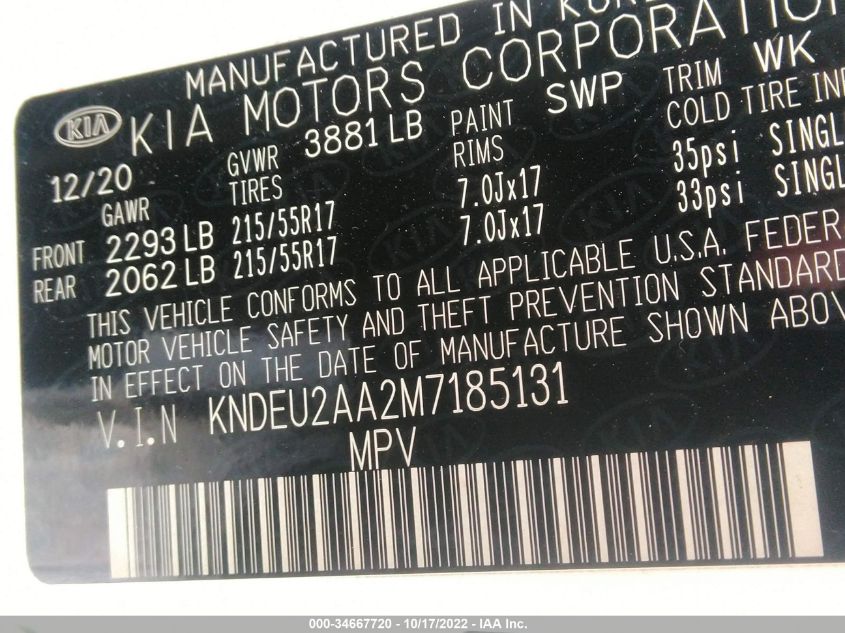 MANUFACTURED IN KOREA
KIA KIA MOTORS CORPORATION
12/20 GVWR 3881 LB PAINT SWP TRIM WK
GAWR TIRES RIMS COLD TIRE IN
FRONT 2293 LB 215/55R17 7.0Jx17 35psi SINGL
REAR 2062 LB 215/55R17 7.0Jx17 33psi SINGL
THIS VEHICLE CONFORMS TO ALL APPLICABLE U.S.A. FEDER
MOTOR VEHICLE SAFETY AND THEFT PREVENTION STANDARD
IN EFFECT ON THE DATE OF MANUFACTURE SHOWN ABOV
V.I.N KNDEU2AA2M7185131
MPV
000-34667720 - 10/17/2022 - IAA Inc.